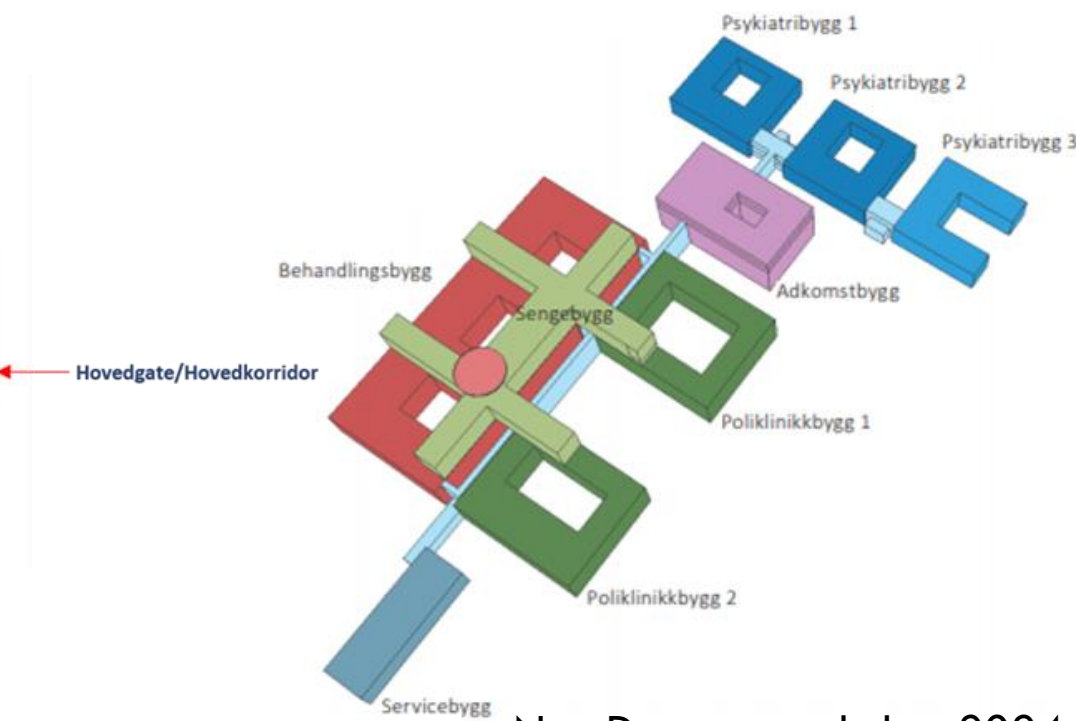 Psykiatribygg 1
Psykiatribygg 2
Psykiatribygg 3
Behandlingsbygg
Adkomstbygg
Sengebygg
Hovedgate/Hovedkorridor
Poliklinikkbygg 1
Poliklinikkbygg 2
Servicebygg